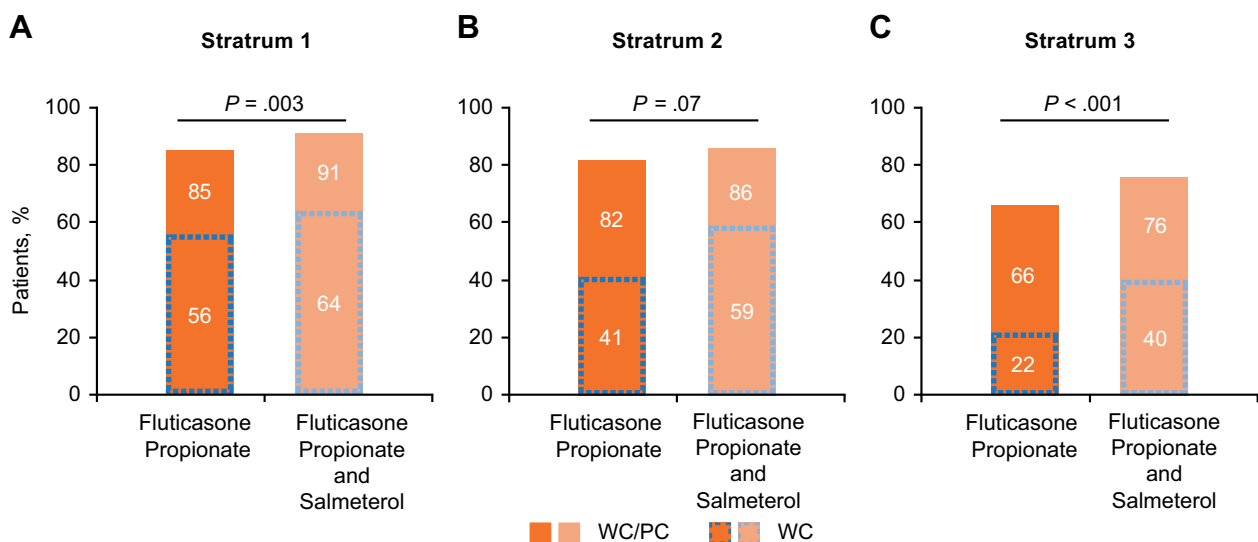 A
Stratrum 1
P = .003
Patients, %
100
80
60
40
20
0
85
56
91
64
Fluticasone
Propionate
Fluticasone
Propionate
and
Salmeterol
B
Stratrum 2
P = .07
100
80
60
40
20
0
82
41
86
59
Fluticasone
Propionate
Fluticasone
Propionate
and
Salmeterol
C
Stratrum 3
P < .001
100
80
60
40
20
0
66
22
76
40
Fluticasone
Propionate
Fluticasone
Propionate
and
Salmeterol
WC/PC
WC